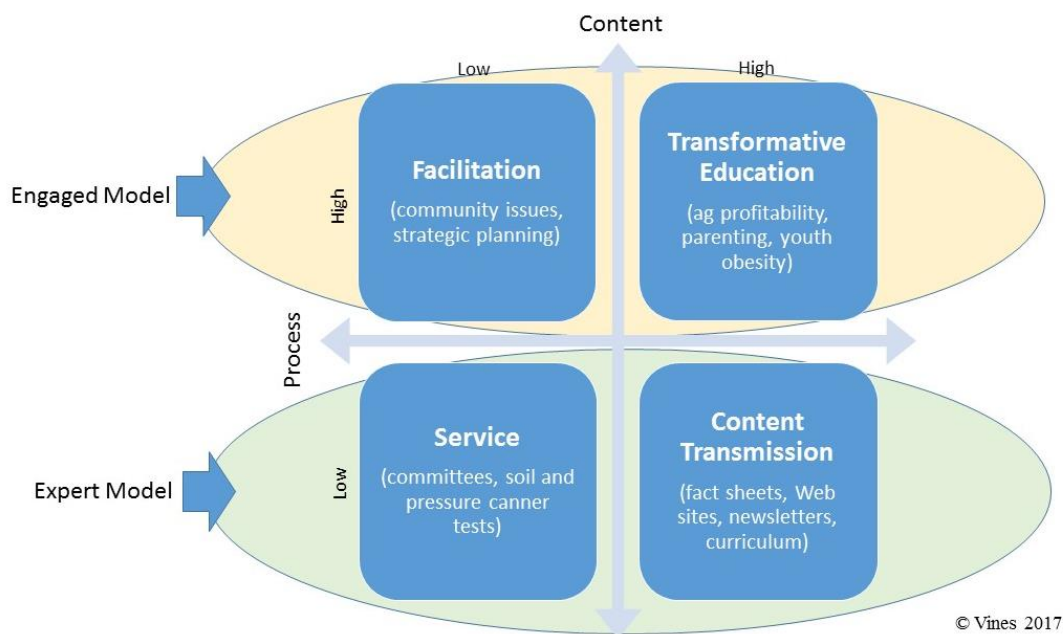 Content
Low
High
Engaged Model
High
Facilitation
(community issues,
strategic planning)
Transformative
Education
(ag profitability,
parenting, youth
obesity)
Process
Expert Model
Low
Service
(committees, soil and
pressure canner
tests)
Content
Transmission
(fact sheets, Web
sites, newsletters,
curriculum)
© Vines 2017